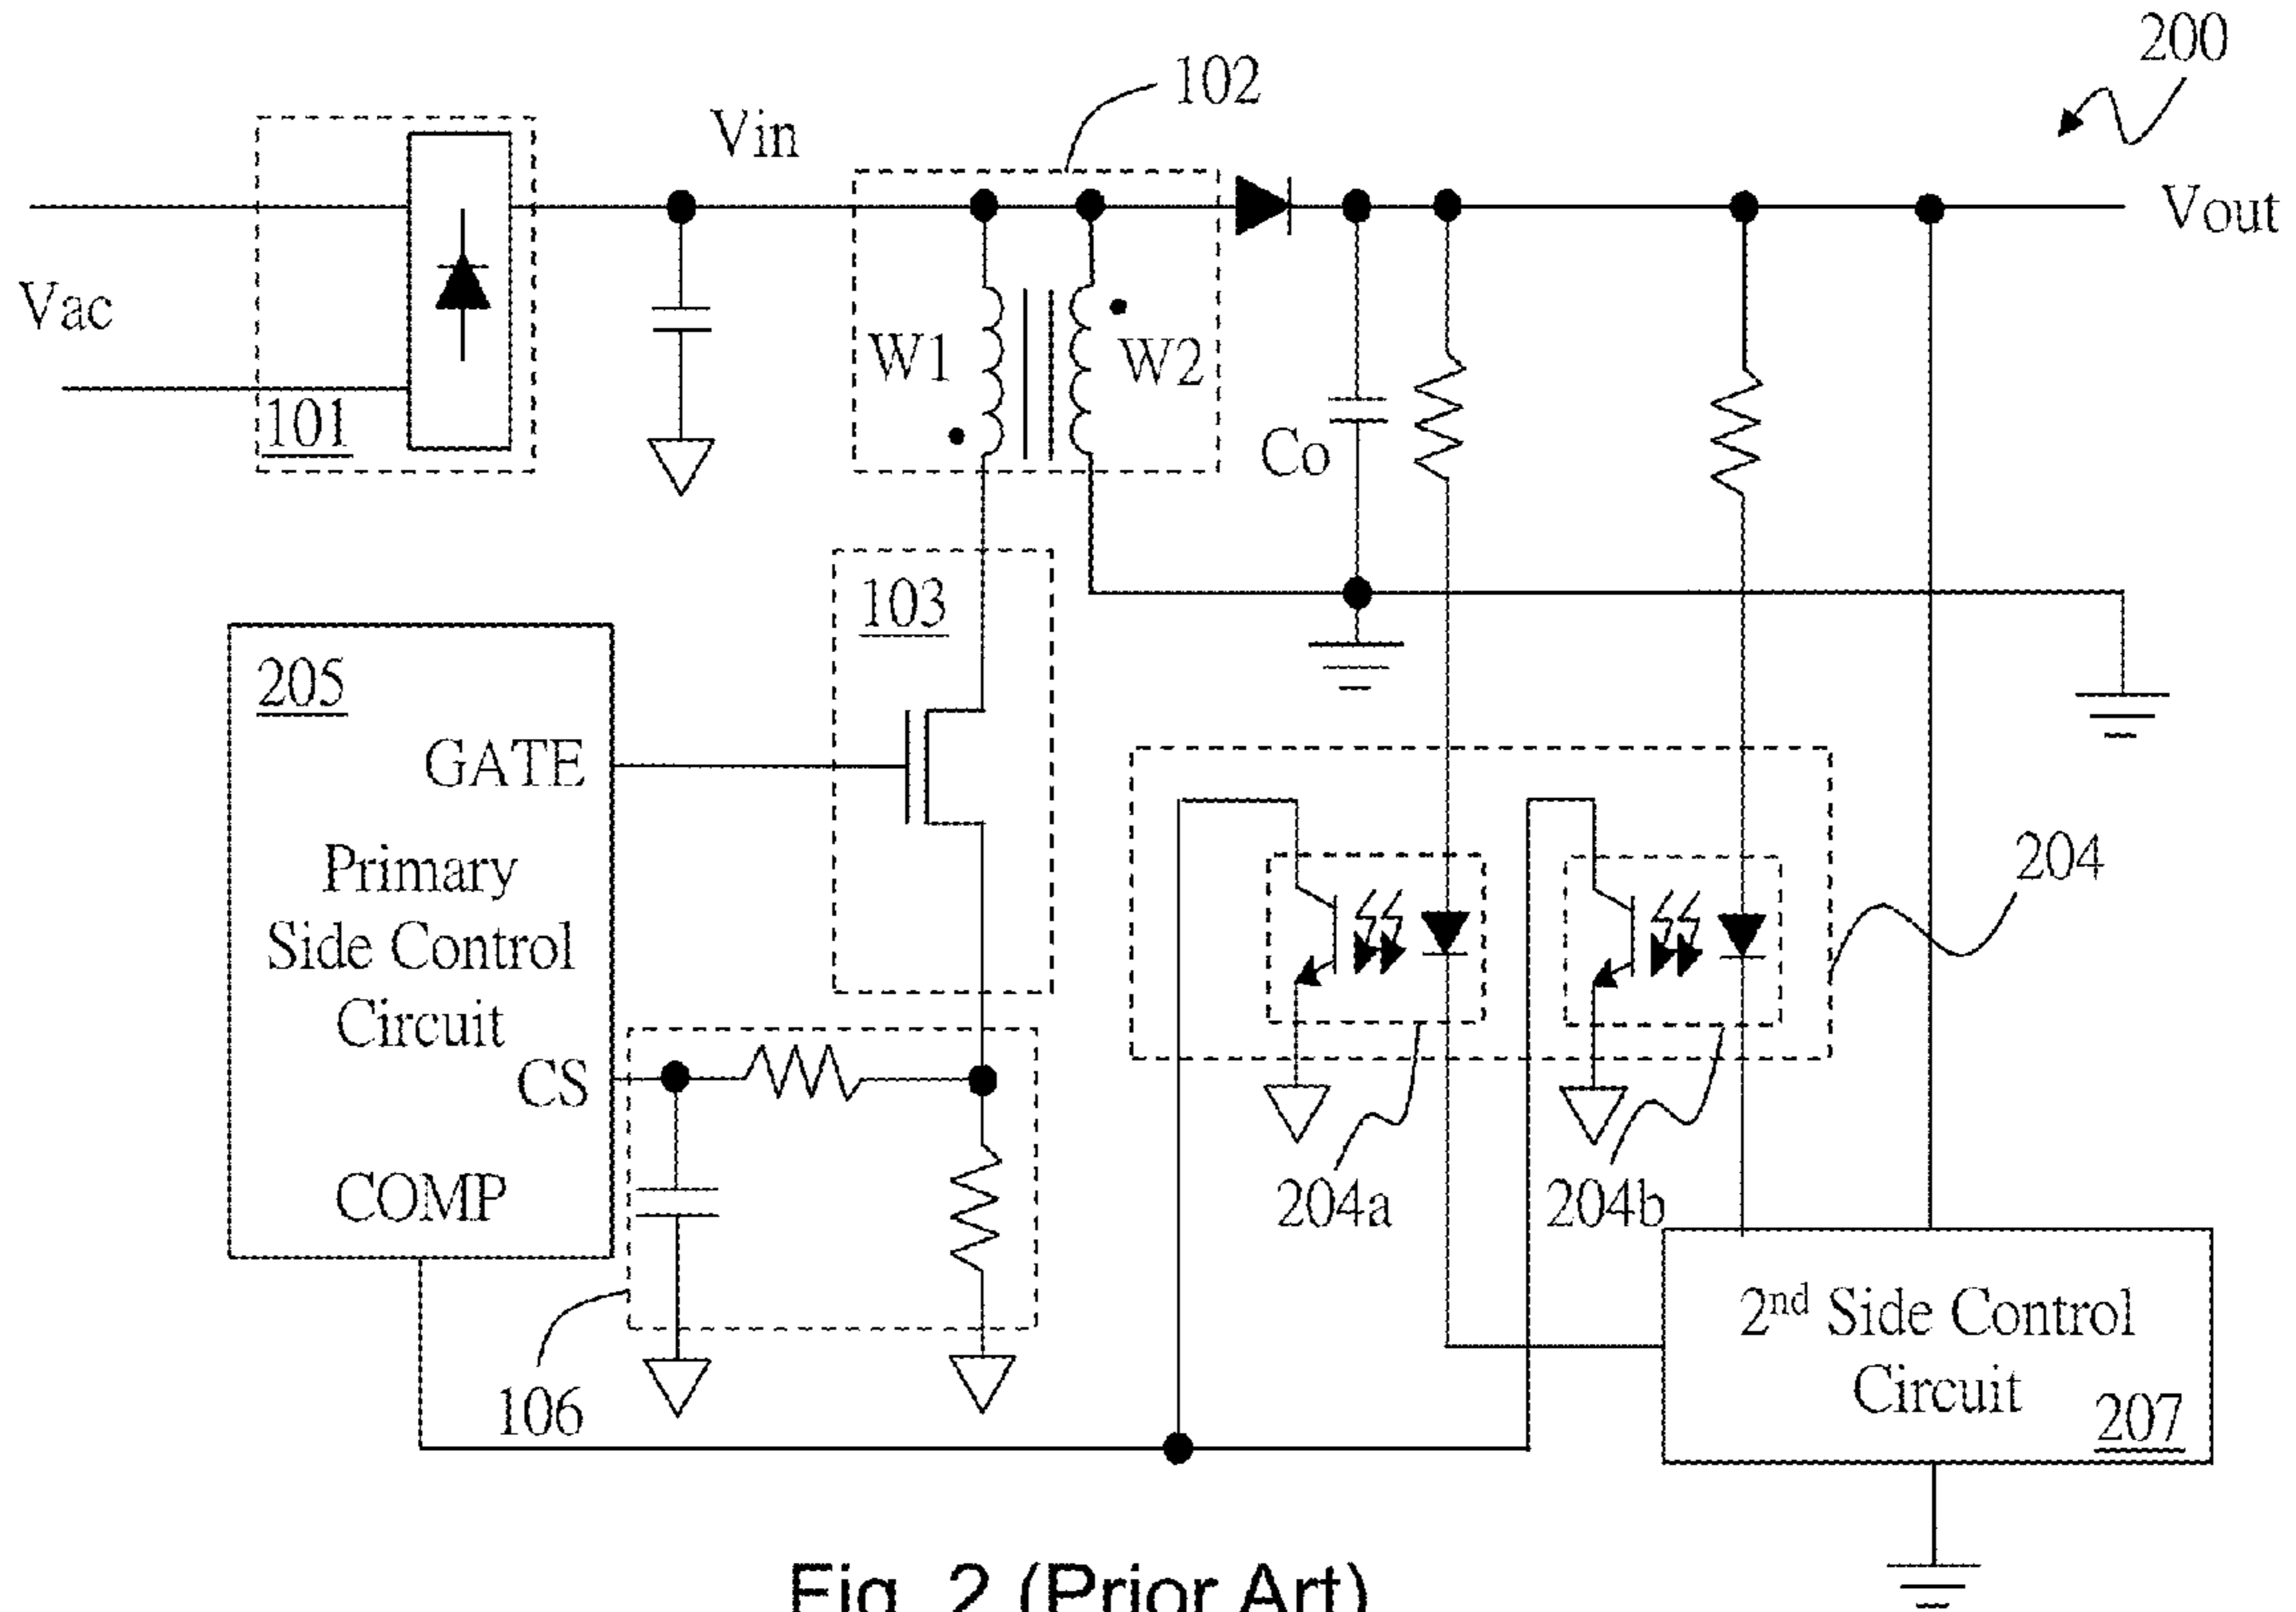 200
102
Vin
Vout
Vac
W1
W2
101
Co
103
205
GATE
Primary
Side Control
Circuit
204
CS
COMP
204a
204b
2nd Side Control
Circuit
207
106
Fig. 2 (Prior Art)